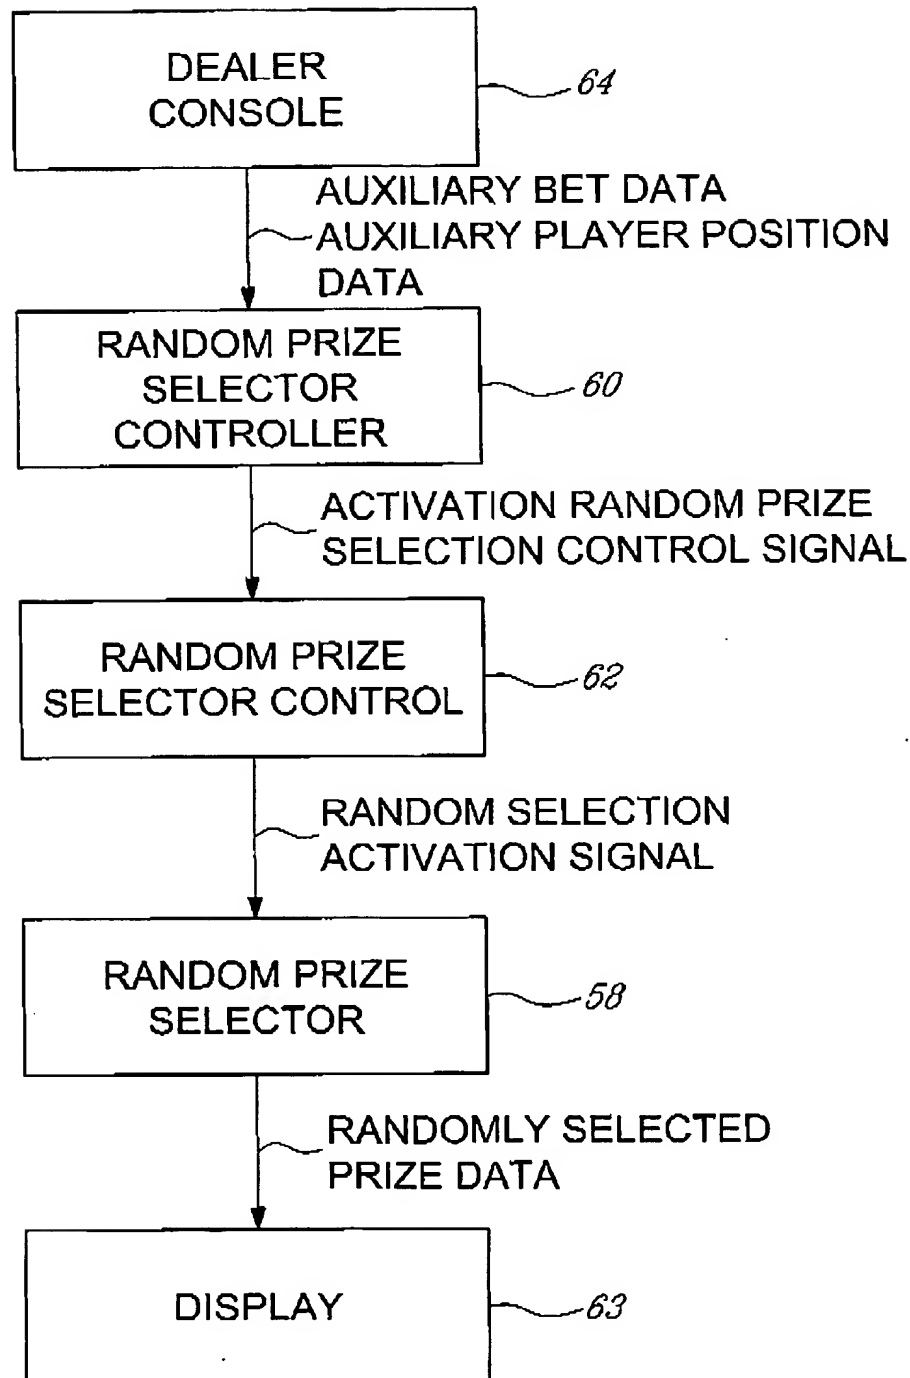 DEALER
CONSOLE
64
AUXILIARY BET DATA
AUXILIARY PLAYER POSITION
DATA
RANDOM PRIZE
SELECTOR
CONTROLLER
60
ACTIVATION RANDOM PRIZE
SELECTION CONTROL SIGNAL
RANDOM PRIZE
SELECTOR CONTROL
62
RANDOM SELECTION
ACTIVATION SIGNAL
RANDOM PRIZE
SELECTOR
58
RANDOMLY SELECTED
PRIZE DATA
DISPLAY
63